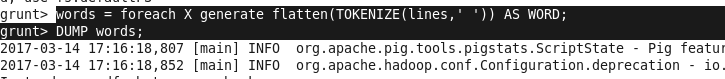 grunt> words = foreach X generate flatten(TOKENIZE(lines,' ')) AS WORD;
grunt> DUMP words;
2017-03-14 17:16:18,807 [main] INFO  org.apache.pig.tools.pigstats.ScriptState - Pig featur
2017-03-14 17:16:18,852 [main] INFO  org.apache.hadoop.conf.Configuration.deprecation - io.